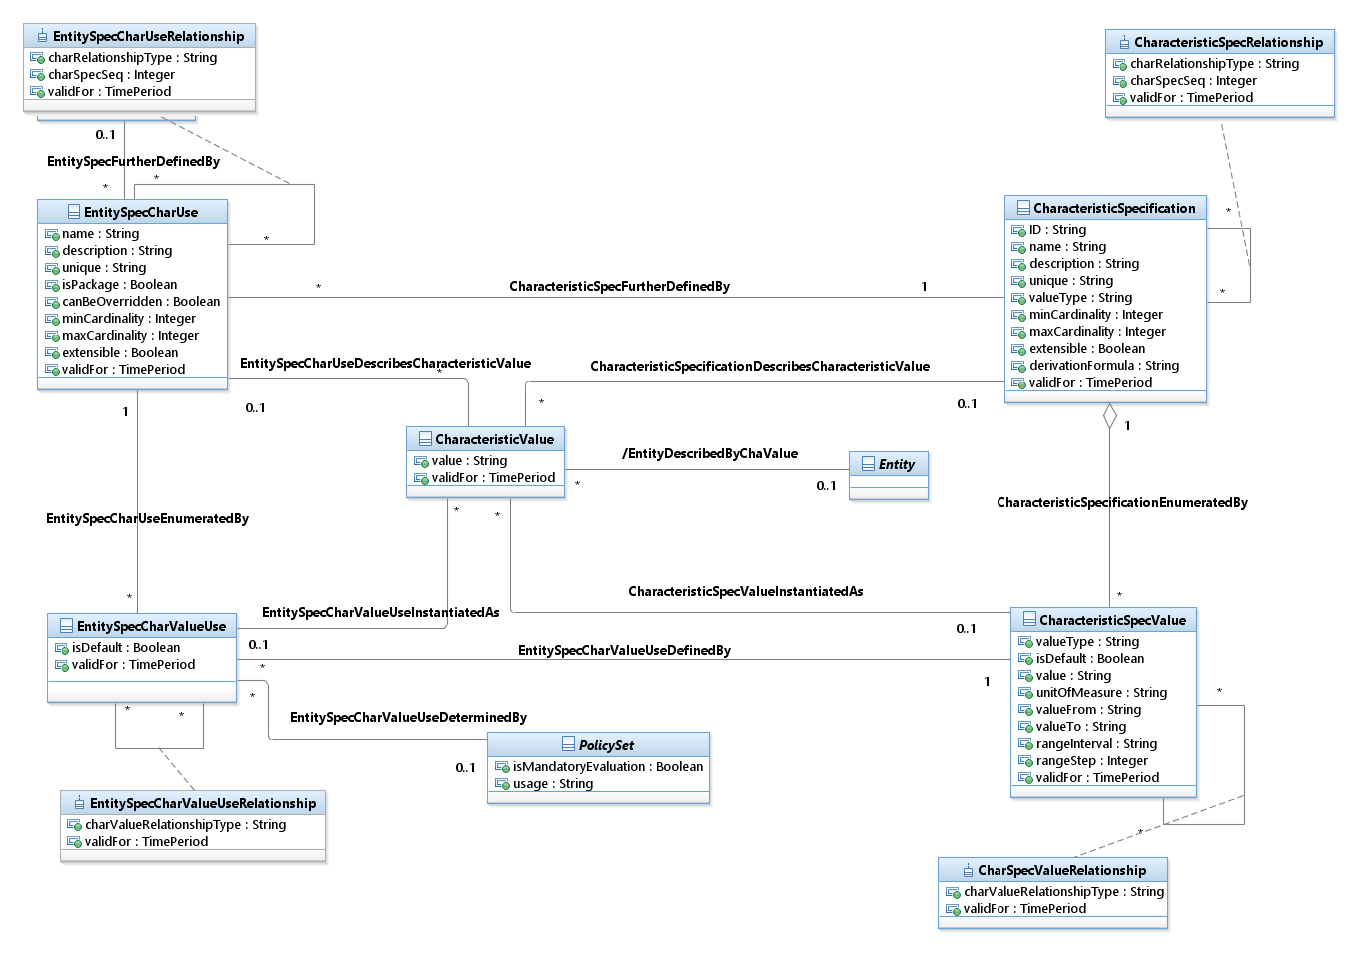 EntitySpecCharUseRelationship
charRelationshipType : String
charSpecSeq : Integer
validFor : TimePeriod
CharacteristicSpecRelationship
charRelationshipType : String
charSpecSeq : Integer
validFor : TimePeriod
0..1
EntitySpecFurtherDefinedBy
*
*
EntitySpecCharUse
name : String
description : String
unique : String
isPackage : Boolean
canBeOverridden : Boolean
minCardinality : Integer
maxCardinality : Integer
extensible : Boolean
validFor : TimePeriod
*
CharacteristicSpecification
ID : String
name : String
description : String
unique : String
valueType : String
minCardinality : Integer
maxCardinality : Integer
extensible : Boolean
derivationFormula : String
validFor : TimePeriod
*
*
*
CharacteristicSpecFurtherDefinedBy
1
EntitySpecCharUseDescribesCharacteristicValue
*
0..1
CharacteristicSpecificationDescribesCharacteristicValue
*
0..1
1
1
CharacteristicValue
value : String
validFor : TimePeriod
/EntityDescribedByChaValue
*
0..1
Entity
CharacteristicSpecificationEnumeratedBy
*
*
EntitySpecCharUseEnumeratedBy
*
*
EntitySpecCharValueUseInstantiatedAs
0..1
CharacteristicSpecValueInstantiatedAs
0..1
EntitySpecCharValueUse
isDefault : Boolean
validFor : TimePeriod
*
EntitySpecCharValueUseDefinedBy
1
CharacteristicSpecValue
valueType : String
isDefault : Boolean
value : String
unitOfMeasure : String
valueFrom : String
valueTo : String
rangeInterval : String
rangeStep : Integer
validFor : TimePeriod
*
*
*
*
EntitySpecCharValueUseDeterminedBy
0..1
PolicySet
isMandatoryEvaluation : Boolean
usage : String
EntitySpecCharValueUseRelationship
charValueRelationshipType : String
validFor : TimePeriod
*
CharSpecValueRelationship
charValueRelationshipType : String
validFor : TimePeriod